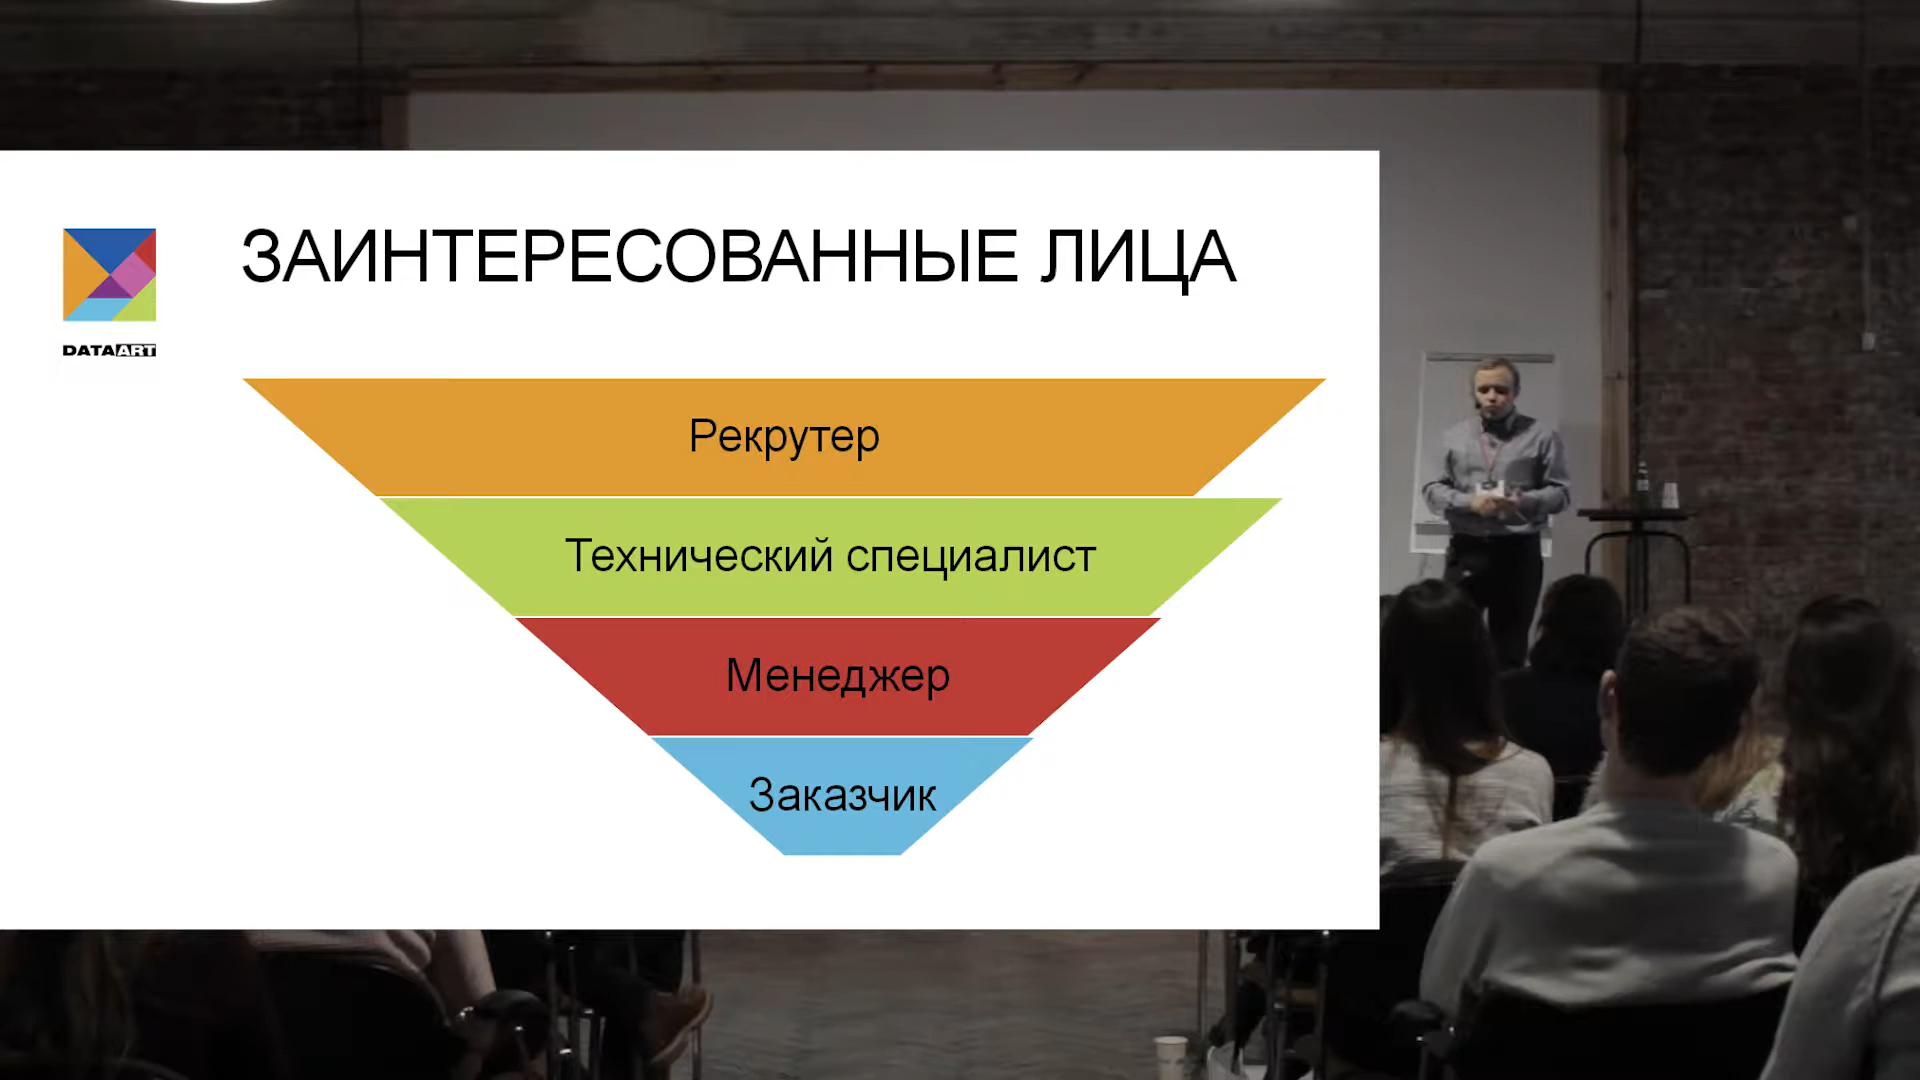 ЗАИНТЕРЕСОВАННЫЕ ЛИЦА
DATAART
Рекрутер
Технический специалист
Менеджер
Заказчик